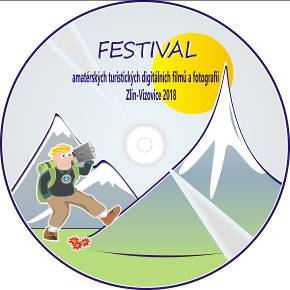 FESTIVAL
amatérských turistických digitálních filmů a fotografií
Zlín-Vizovice 2018